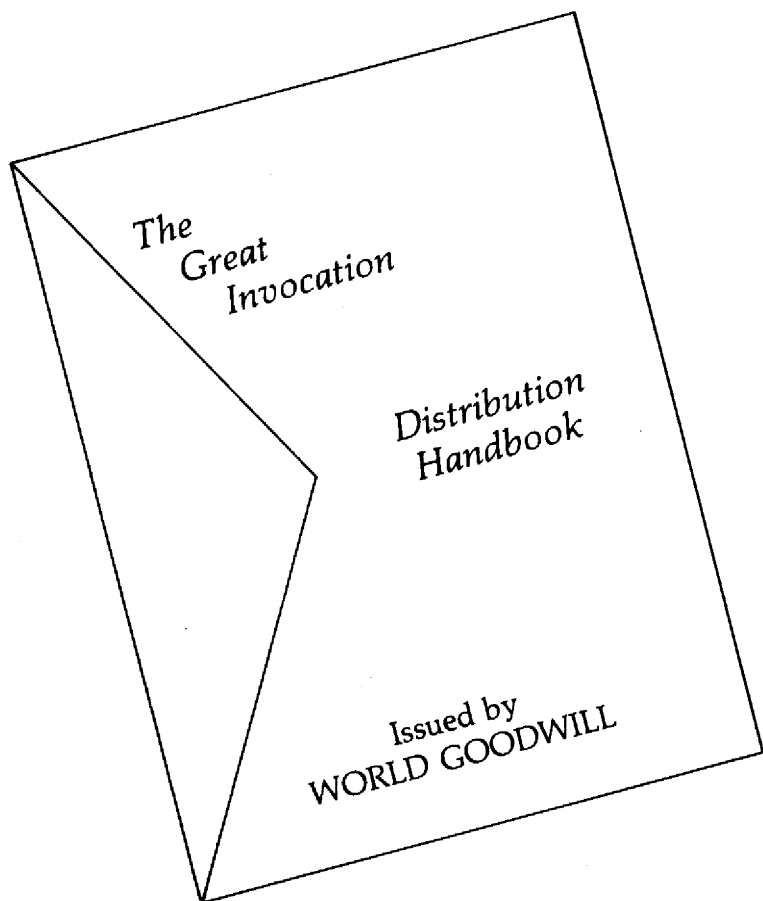 The
Great
Invocation
Distribution
Handbook
Issued by
WORLD GOODWILL